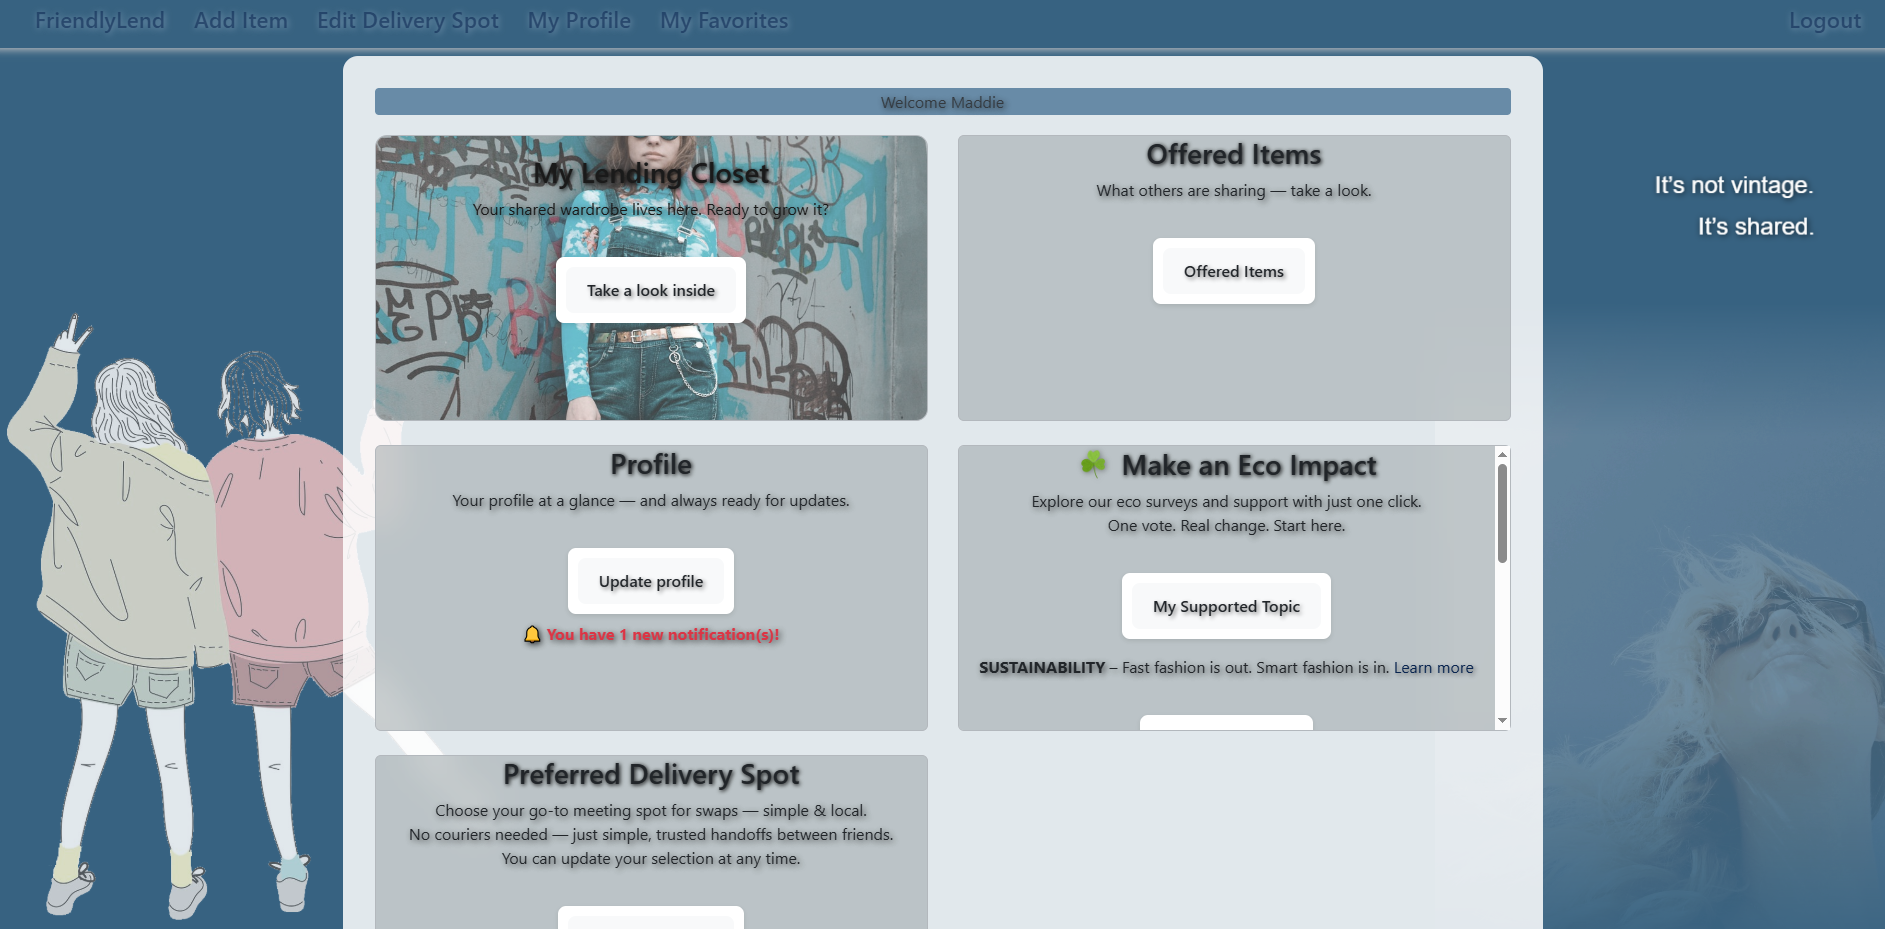 FriendlyLend Add Item Edit Delivery Spot My Profile My Favorites Logout
Welcome Maddie
My Lending Closet
Your shared wardrobe lives here. Ready to grow it?
Take a look inside
Offered Items
What others are sharing — take a look.
Offered Items
It's not vintage.
It's shared.
Profile
Your profile at a glance — and always ready for updates.
Update profile
You have 1 new notification(s)!
Make an Eco Impact
Explore our eco surveys and support with just one click.
One vote. Real change. Start here.
My Supported Topic
SUSTAINABILITY – Fast fashion is out. Smart fashion is in. Learn more
Preferred Delivery Spot
Choose your go-to meeting spot for swaps — simple & local.
No couriers needed — just simple, trusted handoffs between friends.
You can update your selection at any time.